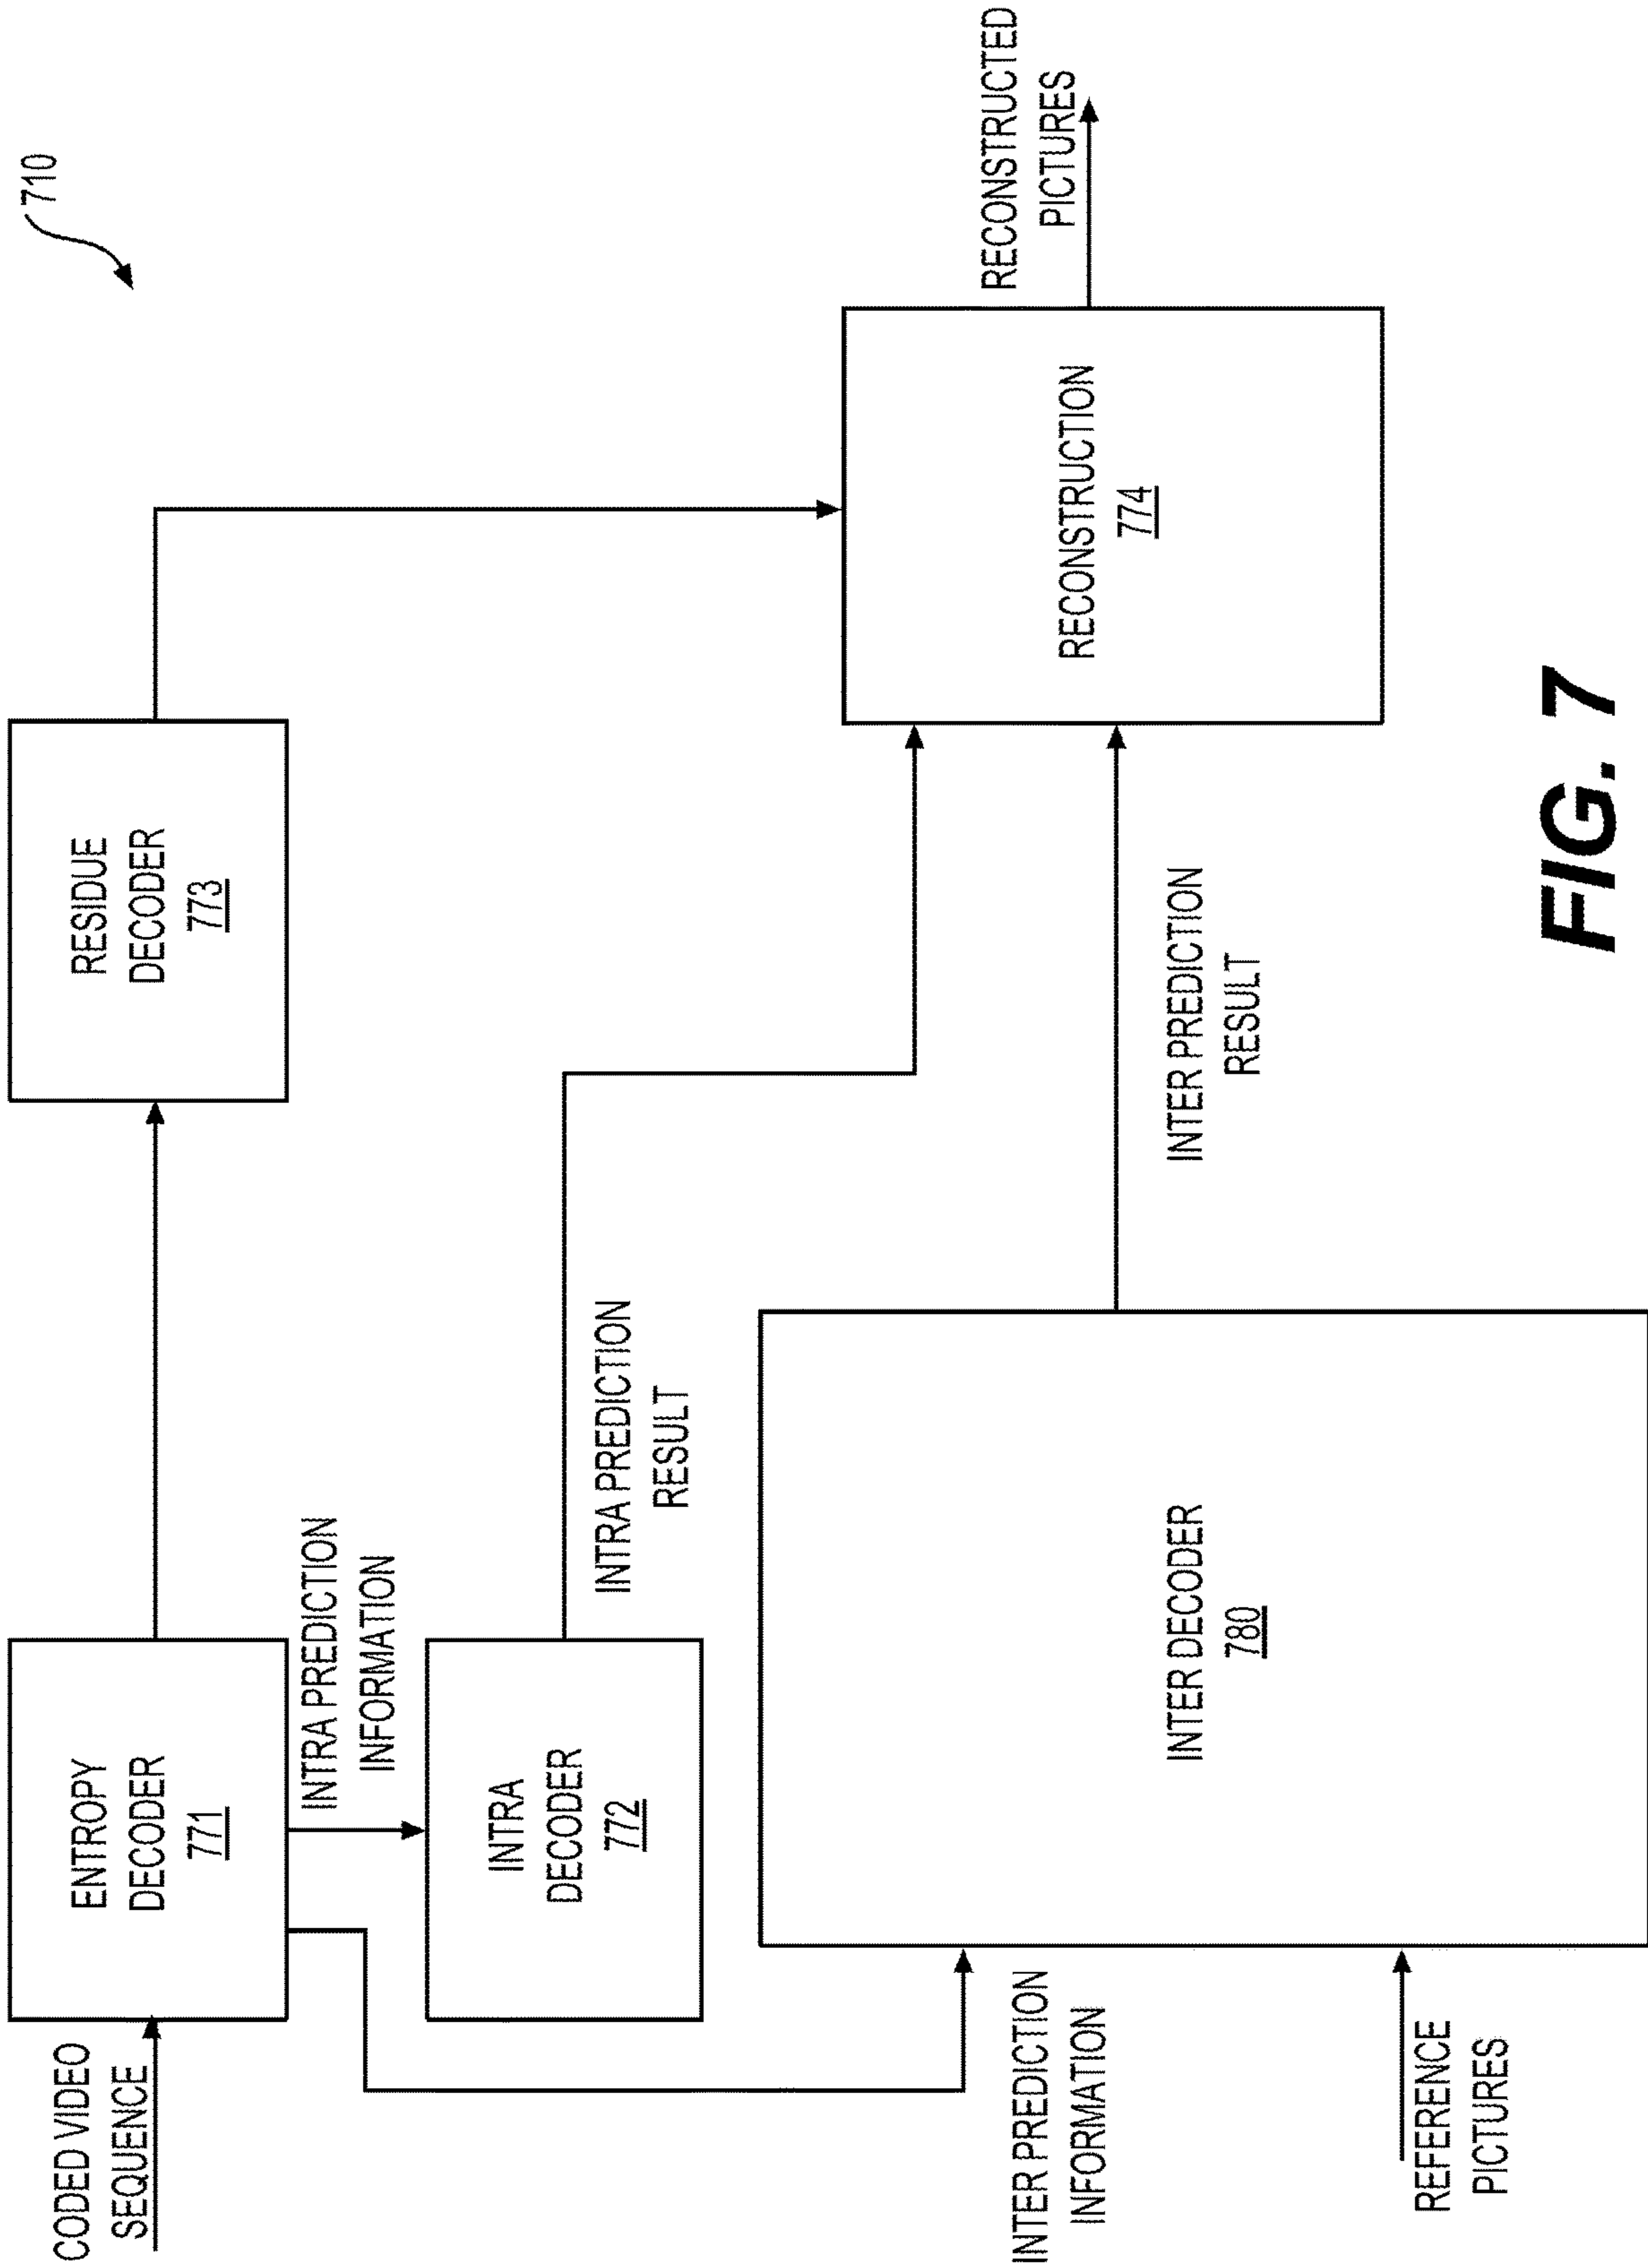 710
CODED VIDEO
SEQUENCE
ENTROPY
DECODER
771
RESIDUE
DECODER
773
INTRA PREDICTION
INFORMATION
INTRA
DECODER
772
INTRA PREDICTION
RESULT
RECONSTRUCTED
PICTURES
RECONSTRUCTION
774
INTER PREDICTION
INFORMATION
INTER DECODER
780
INTER PREDICTION
RESULT
REFERENCE
PICTURES
FIG. 7